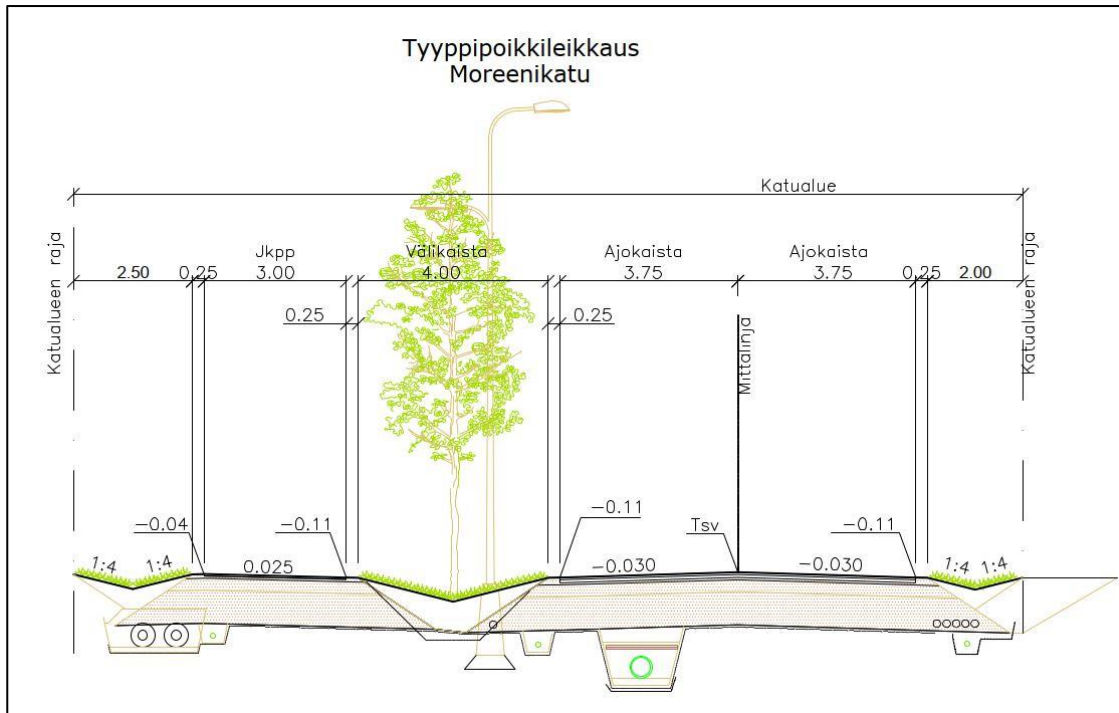 Tyyppipoikkileikkaus
Moreenikatu
Katualue
Katualueen raja
Jkpp
Välikaista
Ajokaista
Ajokaista
Katualueen raja
2.50
0.25
3.00
4.00
3.75
3.75
0.25
2.00
0.25
0.25
Mittalinja
-0.04
-0.11
-0.11
Tsv
-0.11
1:4
1:4
0.025
-0.030
-0.030
1:4
1:4